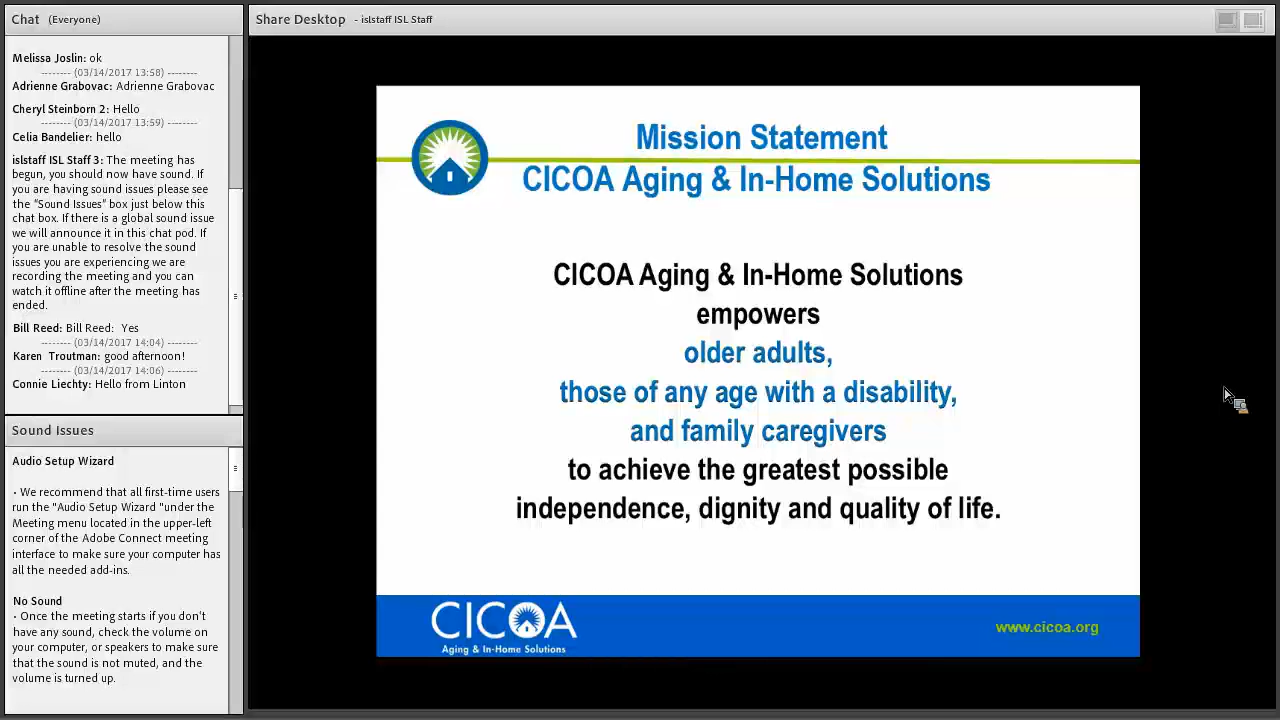 Chat (Everyone)
Melissa Joslin: ok
-------- (03/14/2017 13:58) --------
Adrienne Grabovac: Adrienne Grabovac
Cheryl Steinborn 2: Hello
-------- (03/14/2017 13:59) --------
Celia Bandelier: hello
islstaff ISL Staff 3: The meeting has
begun, you should now have sound. If
you are having sound issues please see
the “Sound Issues” box just below this
chat box. If there is a global sound issue
we will announce it in this chat pod. If
you are unable to resolve the sound
issues you are experiencing we are
recording the meeting and you can
watch it offline after the meeting has
ended.
Bill Reed: Bill Reed: Yes
-------- (03/14/2017 14:04) --------
Karen Troutman: good afternoon!
-------- (03/14/2017 14:06) --------
Connie Liechty: Hello from Linton
Sound Issues
Audio Setup Wizard
• We recommend that all first-time users
run the "Audio Setup Wizard "under the
Meeting menu located in the upper-left
corner of the Adobe Connect meeting
interface to make sure your computer has
all the needed add-ins.
No Sound
• Once the meeting starts if you don't
have any sound, check the volume on
your computer, or speakers to make sure
that the sound is not muted, and the
volume is turned up.
Share Desktop - islstaff ISL Staff
Mission Statement
CICOA Aging & In-Home Solutions
CICOA Aging & In-Home Solutions
empowers
older adults,
those of any age with a disability,
and family caregivers
to achieve the greatest possible
independence, dignity and quality of life.
CICOA
Aging & In-Home Solutions
www.cicoa.org